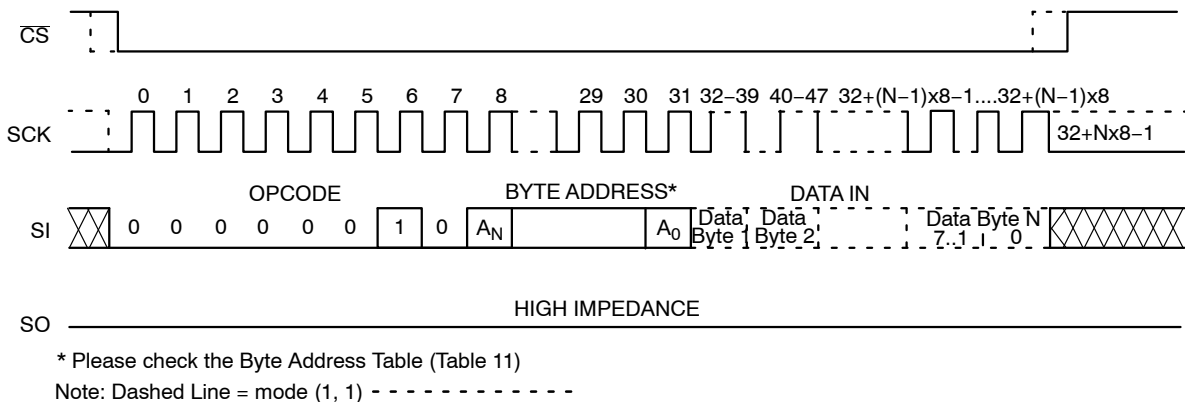 CS
0 1 2 3 4 5 6 7 8 29 30 31 32–39 40–47 32+(N–1)x8–1....32+(N–1)x8
SCK
32+Nx8–1
OPCODE BYTE ADDRESS* DATA IN
SI 0 0 0 0 0 0 1 0 AN A0 Data Byte 1 Data Byte 2 Data Byte N
7..1 0
HIGH IMPEDANCE
SO
* Please check the Byte Address Table (Table 11)
Note: Dashed Line = mode (1, 1)